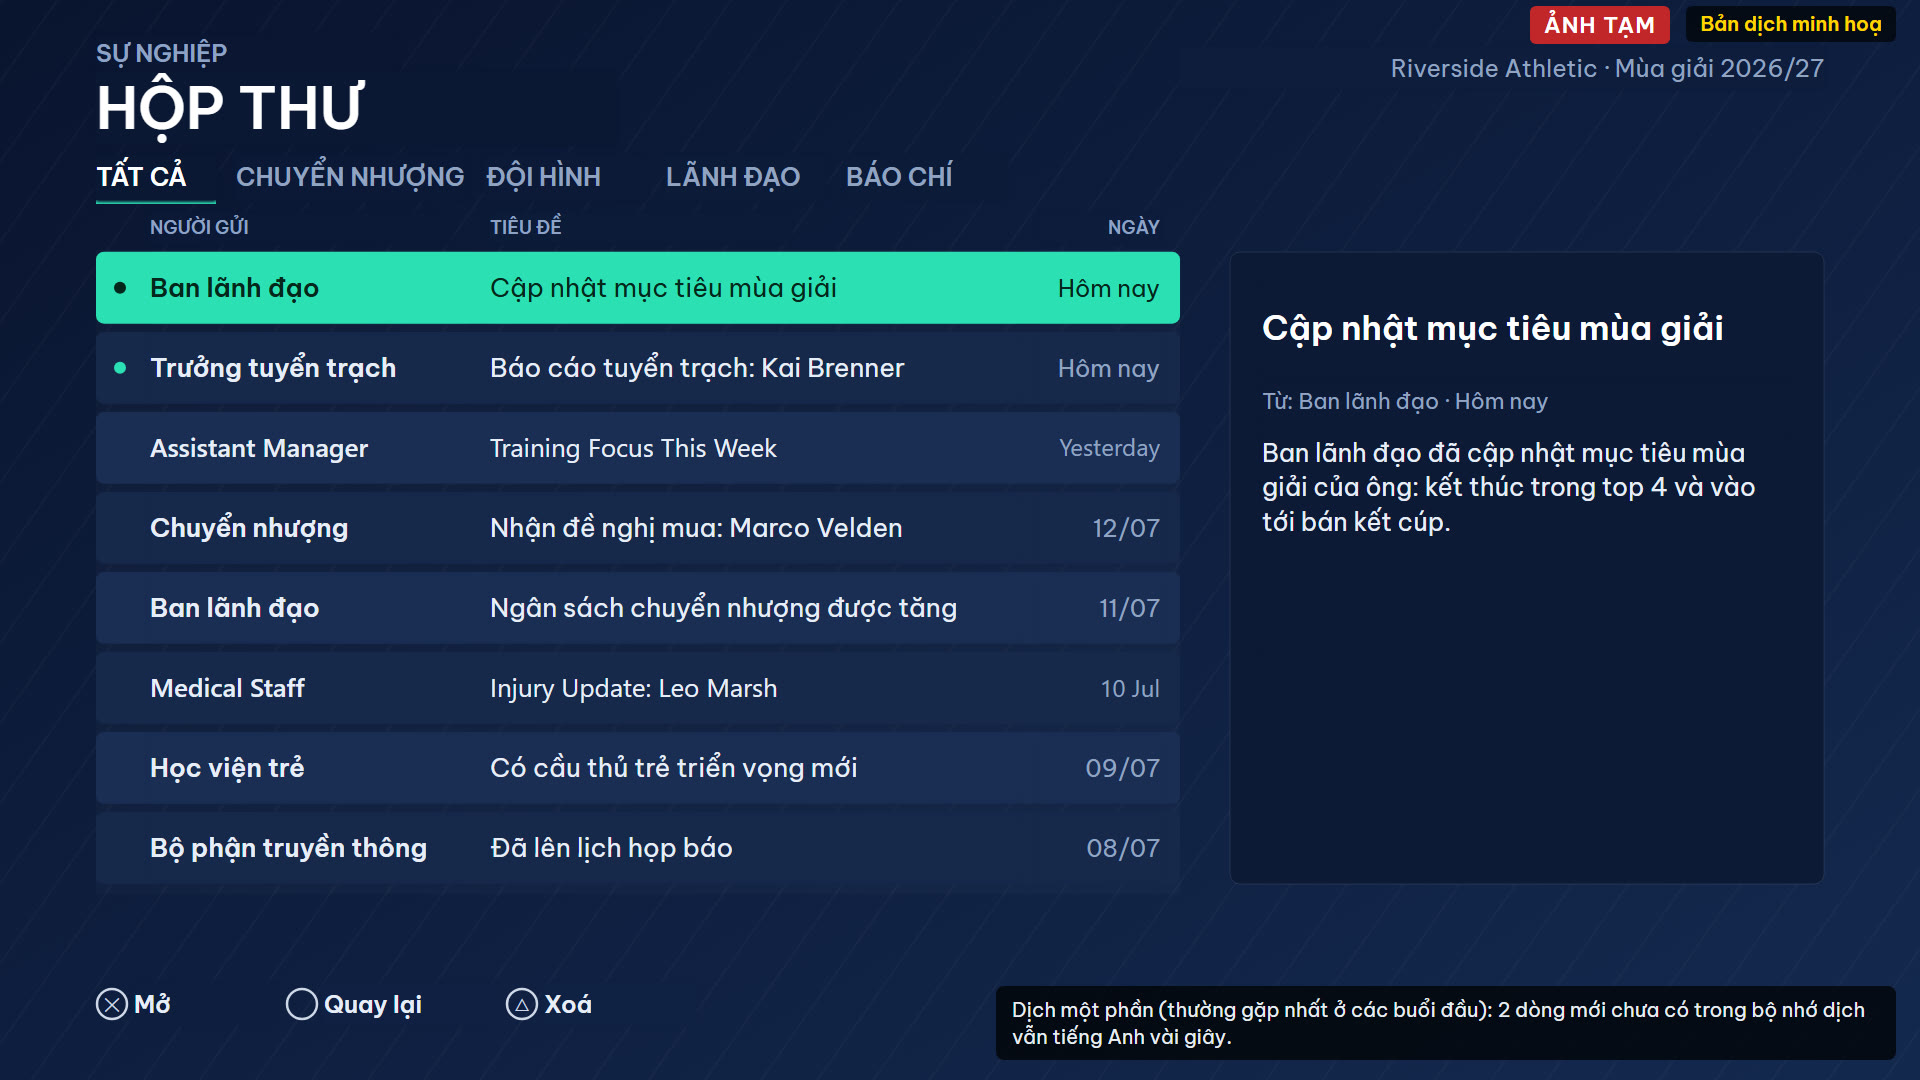 ẢNH TẠM
Bản dịch minh hoạ
SỰ NGHIỆP
Riverside Athletic · Mùa giải 2026/27
HỘP THƯ
TẤT CẢ CHUYỂN NHƯỢNG ĐỘI HÌNH LÃNH ĐẠO BÁO CHÍ
NGƯỜI GỬI TIÊU ĐỀ NGÀY
Ban lãnh đạo Cập nhật mục tiêu mùa giải Hôm nay
Trưởng tuyển trạch Báo cáo tuyển trạch: Kai Brenner Hôm nay
Assistant Manager Training Focus This Week Yesterday
Chuyển nhượng Nhận đề nghị mua: Marco Velden 12/07
Ban lãnh đạo Ngân sách chuyển nhượng được tăng 11/07
Medical Staff Injury Update: Leo Marsh 10 Jul
Học viện trẻ Có cầu thủ trẻ triển vọng mới 09/07
Bộ phận truyền thông Đã lên lịch họp báo 08/07
Cập nhật mục tiêu mùa giải
Từ: Ban lãnh đạo · Hôm nay
Ban lãnh đạo đã cập nhật mục tiêu mùa
giải của ông: kết thúc trong top 4 và vào
tới bán kết cúp.
Mở Quay lại Xoá
Dịch một phần (thường gặp nhất ở các buổi đầu): 2 dòng mới chưa có trong bộ nhớ dịch
vẫn tiếng Anh vài giây.